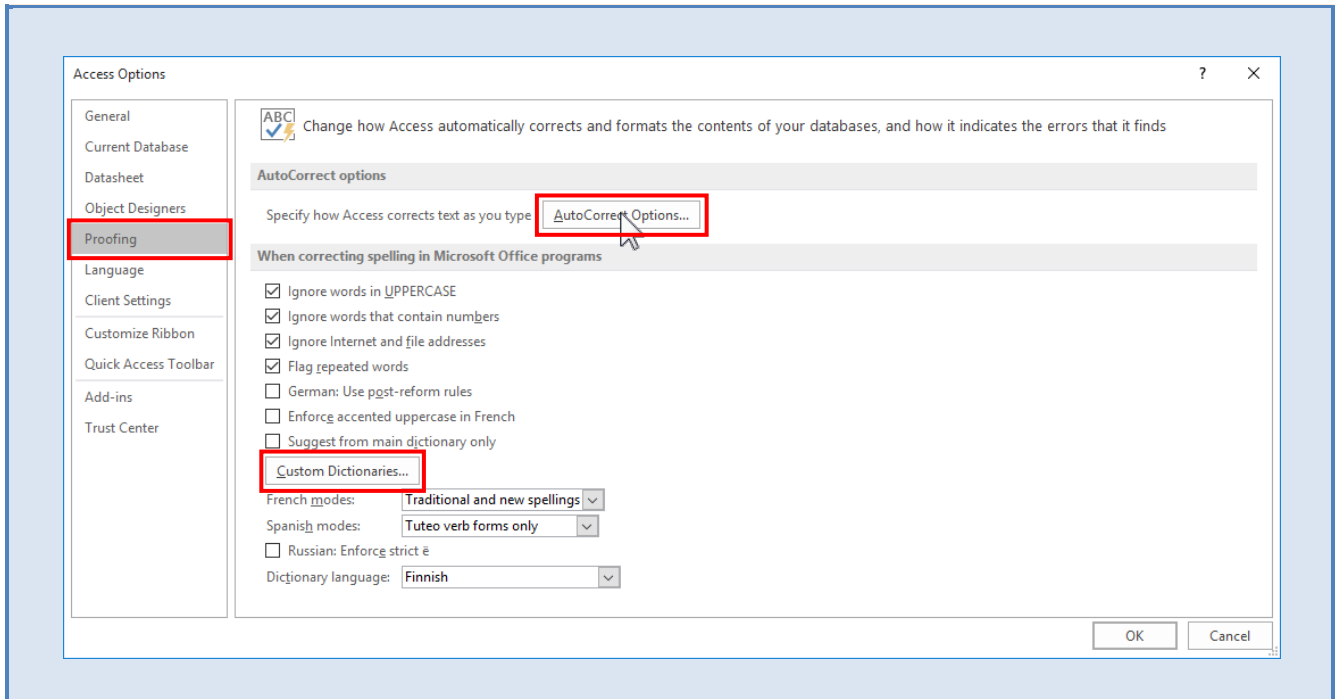 Access Options
?
General
Current Database
Datasheet
Object Designers
Proofing
Language
Client Settings
Customize Ribbon
Quick Access Toolbar
Add-ins
Trust Center
ABC
Change how Access automatically corrects and formats the contents of your databases, and how it indicates the errors that it finds
AutoCorrect options
Specify how Access corrects text as you type
AutoCorrect Options...
When correcting spelling in Microsoft Office programs
Ignore words in UPPERCASE
Ignore words that contain numbers
Ignore Internet and file addresses
Flag repeated words
German: Use post-reform rules
Enforce accented uppercase in French
Suggest from main dictionary only
Custom Dictionaries...
French modes: Traditional and new spellings
Spanish modes: Tuteo verb forms only
Russian: Enforce strict ё
Dictionary language: Finnish
OK
Cancel